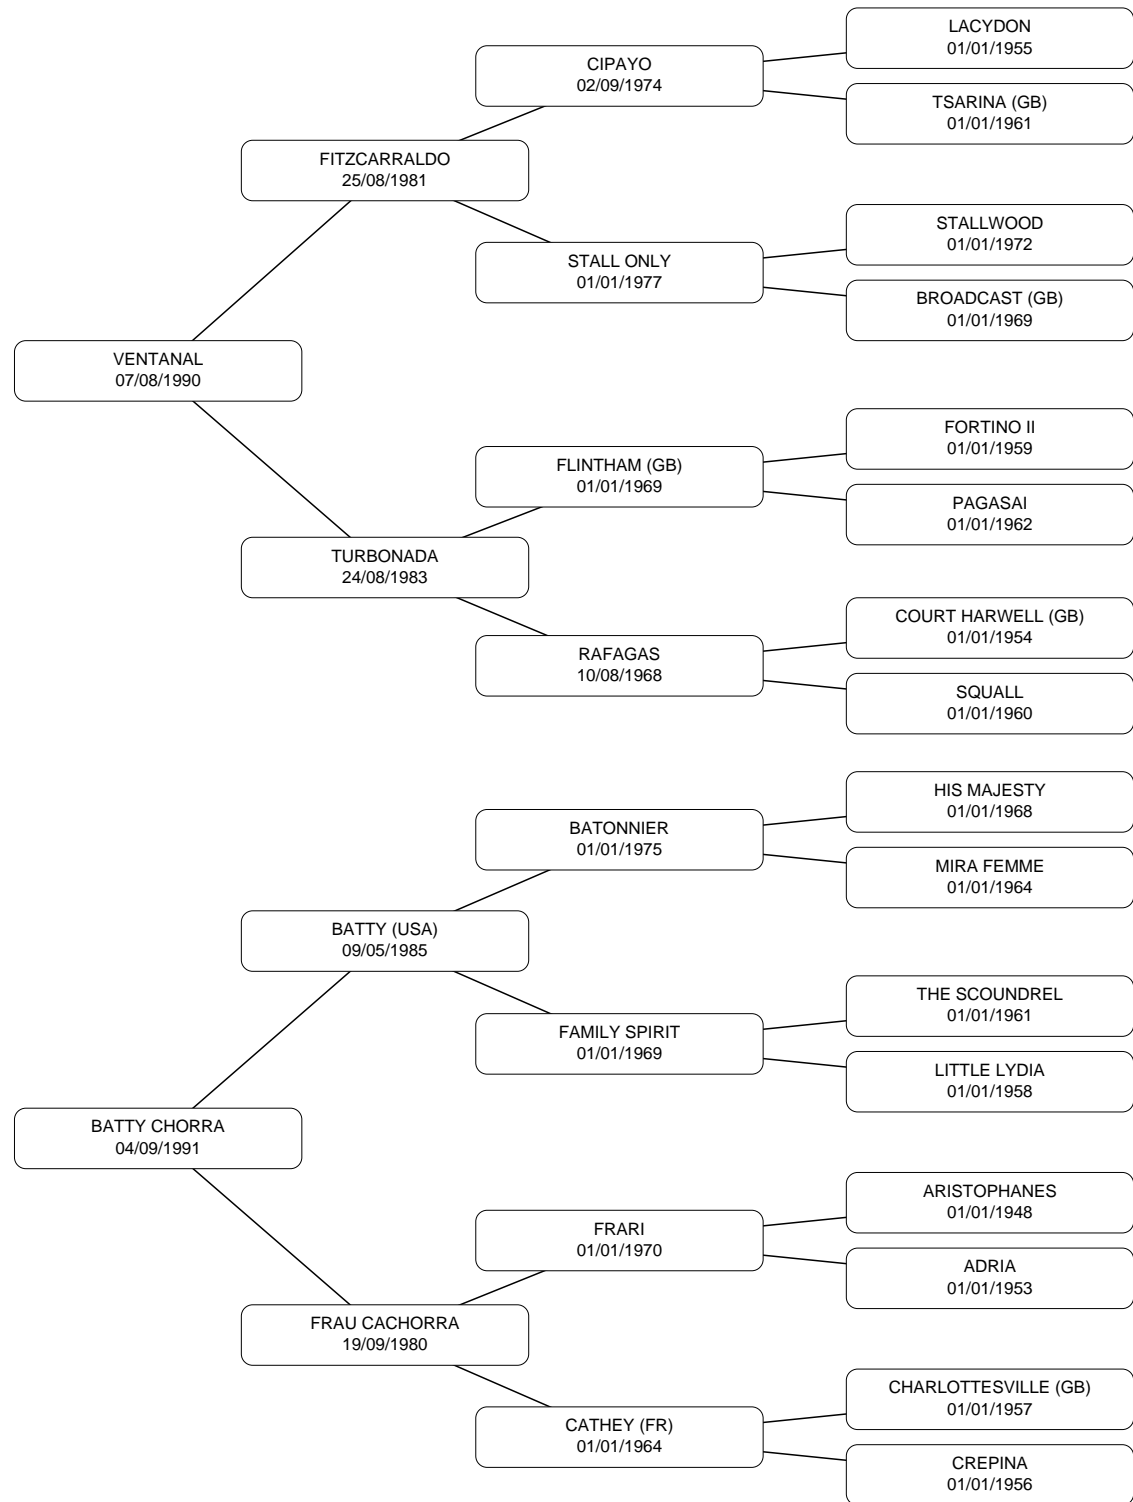 LACYDON
01/01/1955
CIPAYO
02/09/1974
TSARINA (GB)
01/01/1961
FITZCARRALDO
25/08/1981
STALLWOOD
01/01/1972
STALL ONLY
01/01/1977
BROADCAST (GB)
01/01/1969
VENTANAL
07/08/1990
FORTINO II
01/01/1959
FLINTHAM (GB)
01/01/1969
PAGASAI
01/01/1962
TURBONADA
24/08/1983
COURT HARWELL (GB)
01/01/1954
RAFAGAS
10/08/1968
SQUALL
01/01/1960
HIS MAJESTY
01/01/1968
BATONNIER
01/01/1975
MIRA FEMME
01/01/1964
BATTY (USA)
09/05/1985
THE SCOUNDREL
01/01/1961
FAMILY SPIRIT
01/01/1969
LITTLE LYDIA
01/01/1958
BATTY CHORRA
04/09/1991
ARISTOPHANES
01/01/1948
FRARI
01/01/1970
ADRIA
01/01/1953
FRAU CACHORRA
19/09/1980
CHARLOTTESVILLE (GB)
01/01/1957
CATHEY (FR)
01/01/1964
CREPINA
01/01/1956